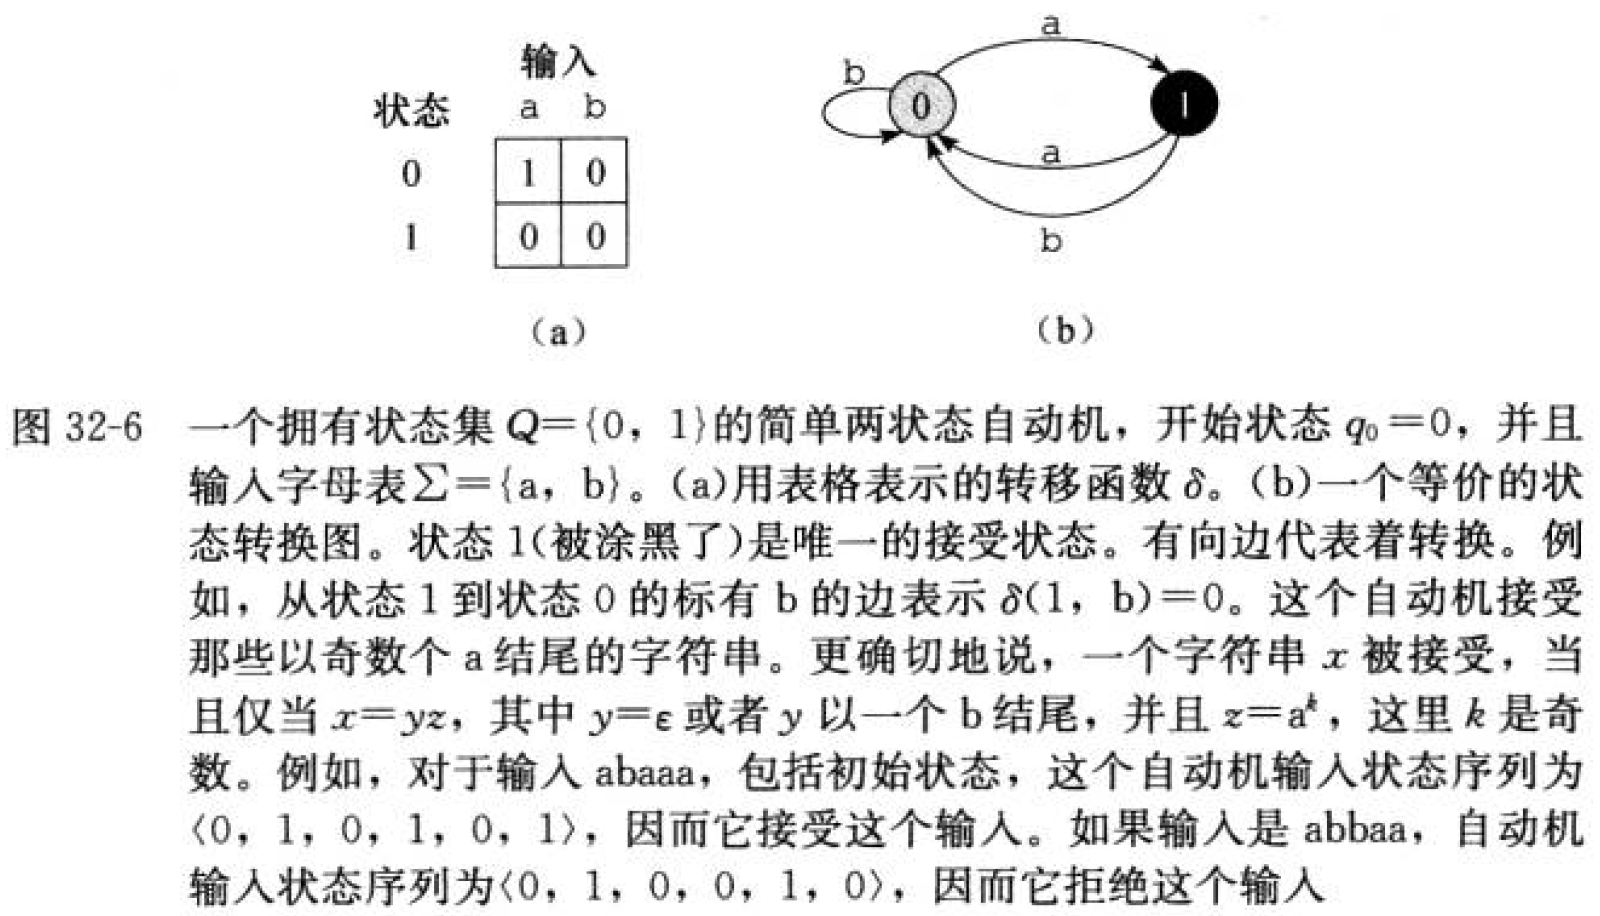 输入
状态 a b
0 1 0
1 0 0
(a)
a
b
0
1
a
b
(b)
图 32-6 一个拥有状态集 Q={0，1}的简单两状态自动机，开始状态 q₀=0，并且
输入字母表∑={a，b}。(a)用表格表示的转移函数 δ。(b)一个等价的状
态转换图。状态 1(被涂黑了)是唯一的接受状态。有向边代表着转换。例
如，从状态 1 到状态 0 的标有 b 的边表示 δ(1，b)=0。这个自动机接受
那些以奇数个 a 结尾的字符串。更确切地说，一个字符串 x 被接受，当
且仅当 x=yz，其中 y=ε 或者 y 以一个 b 结尾，并且 z=aᵏ，这里 k 是奇
数。例如，对于输入 abaaa，包括初始状态，这个自动机输入状态序列为
〈0，1，0，1，0，1〉，因而它接受这个输入。如果输入是 abbaa，自动机
输入状态序列为〈0，1，0，0，1，0〉，因而它拒绝这个输入